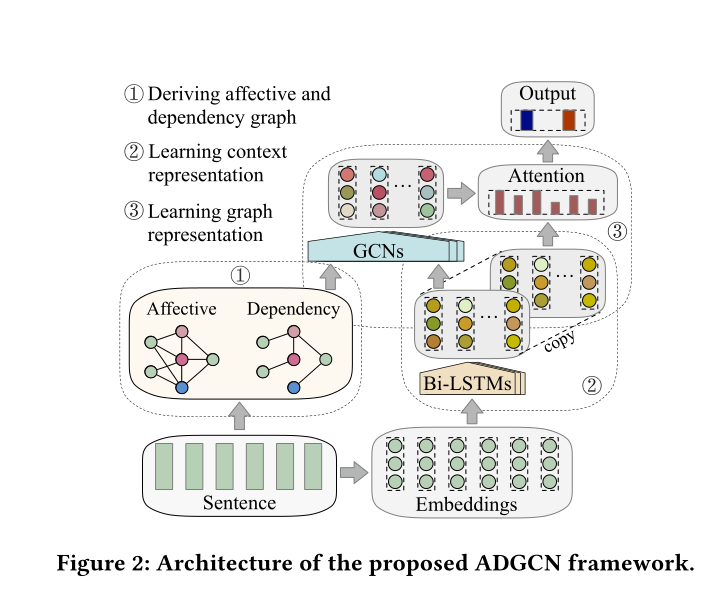 ① Deriving affective and
dependency graph
② Learning context
representation
③ Learning graph
representation
Output
Attention
③
GCNs
①
Affective Dependency
copy
Bi-LSTMs
②
Sentence
Embeddings
Figure 2: Architecture of the proposed ADGCN framework.